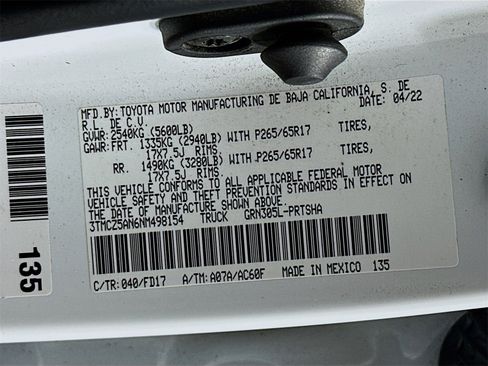 MFD.BY: TOYOTA MOTOR MANUFACTURING DE BAJA CALIFORNIA, S. DE
R.L. DE C.V. DATE: 04/22
GVWR: 2540KG (5600LB)
GAWR: FRT. 1335KG (2940LB) WITH P265/65R17 TIRES,
17X7.5J RIMS.
RR. 1490KG (3280LB) WITH P265/65R17 TIRES,
17X7.5J RIMS.
THIS VEHICLE CONFORMS TO ALL APPLICABLE FEDERAL MOTOR
VEHICLE SAFETY AND THEFT PREVENTION STANDARDS IN EFFECT ON
THE DATE OF MANUFACTURE SHOWN ABOVE.
3TMCZ5AN6NM498154 TRUCK GRN305L-PRTSHA
C/TR: 040/FD17 A/TM: A07A/AC60F MADE IN MEXICO 135
135